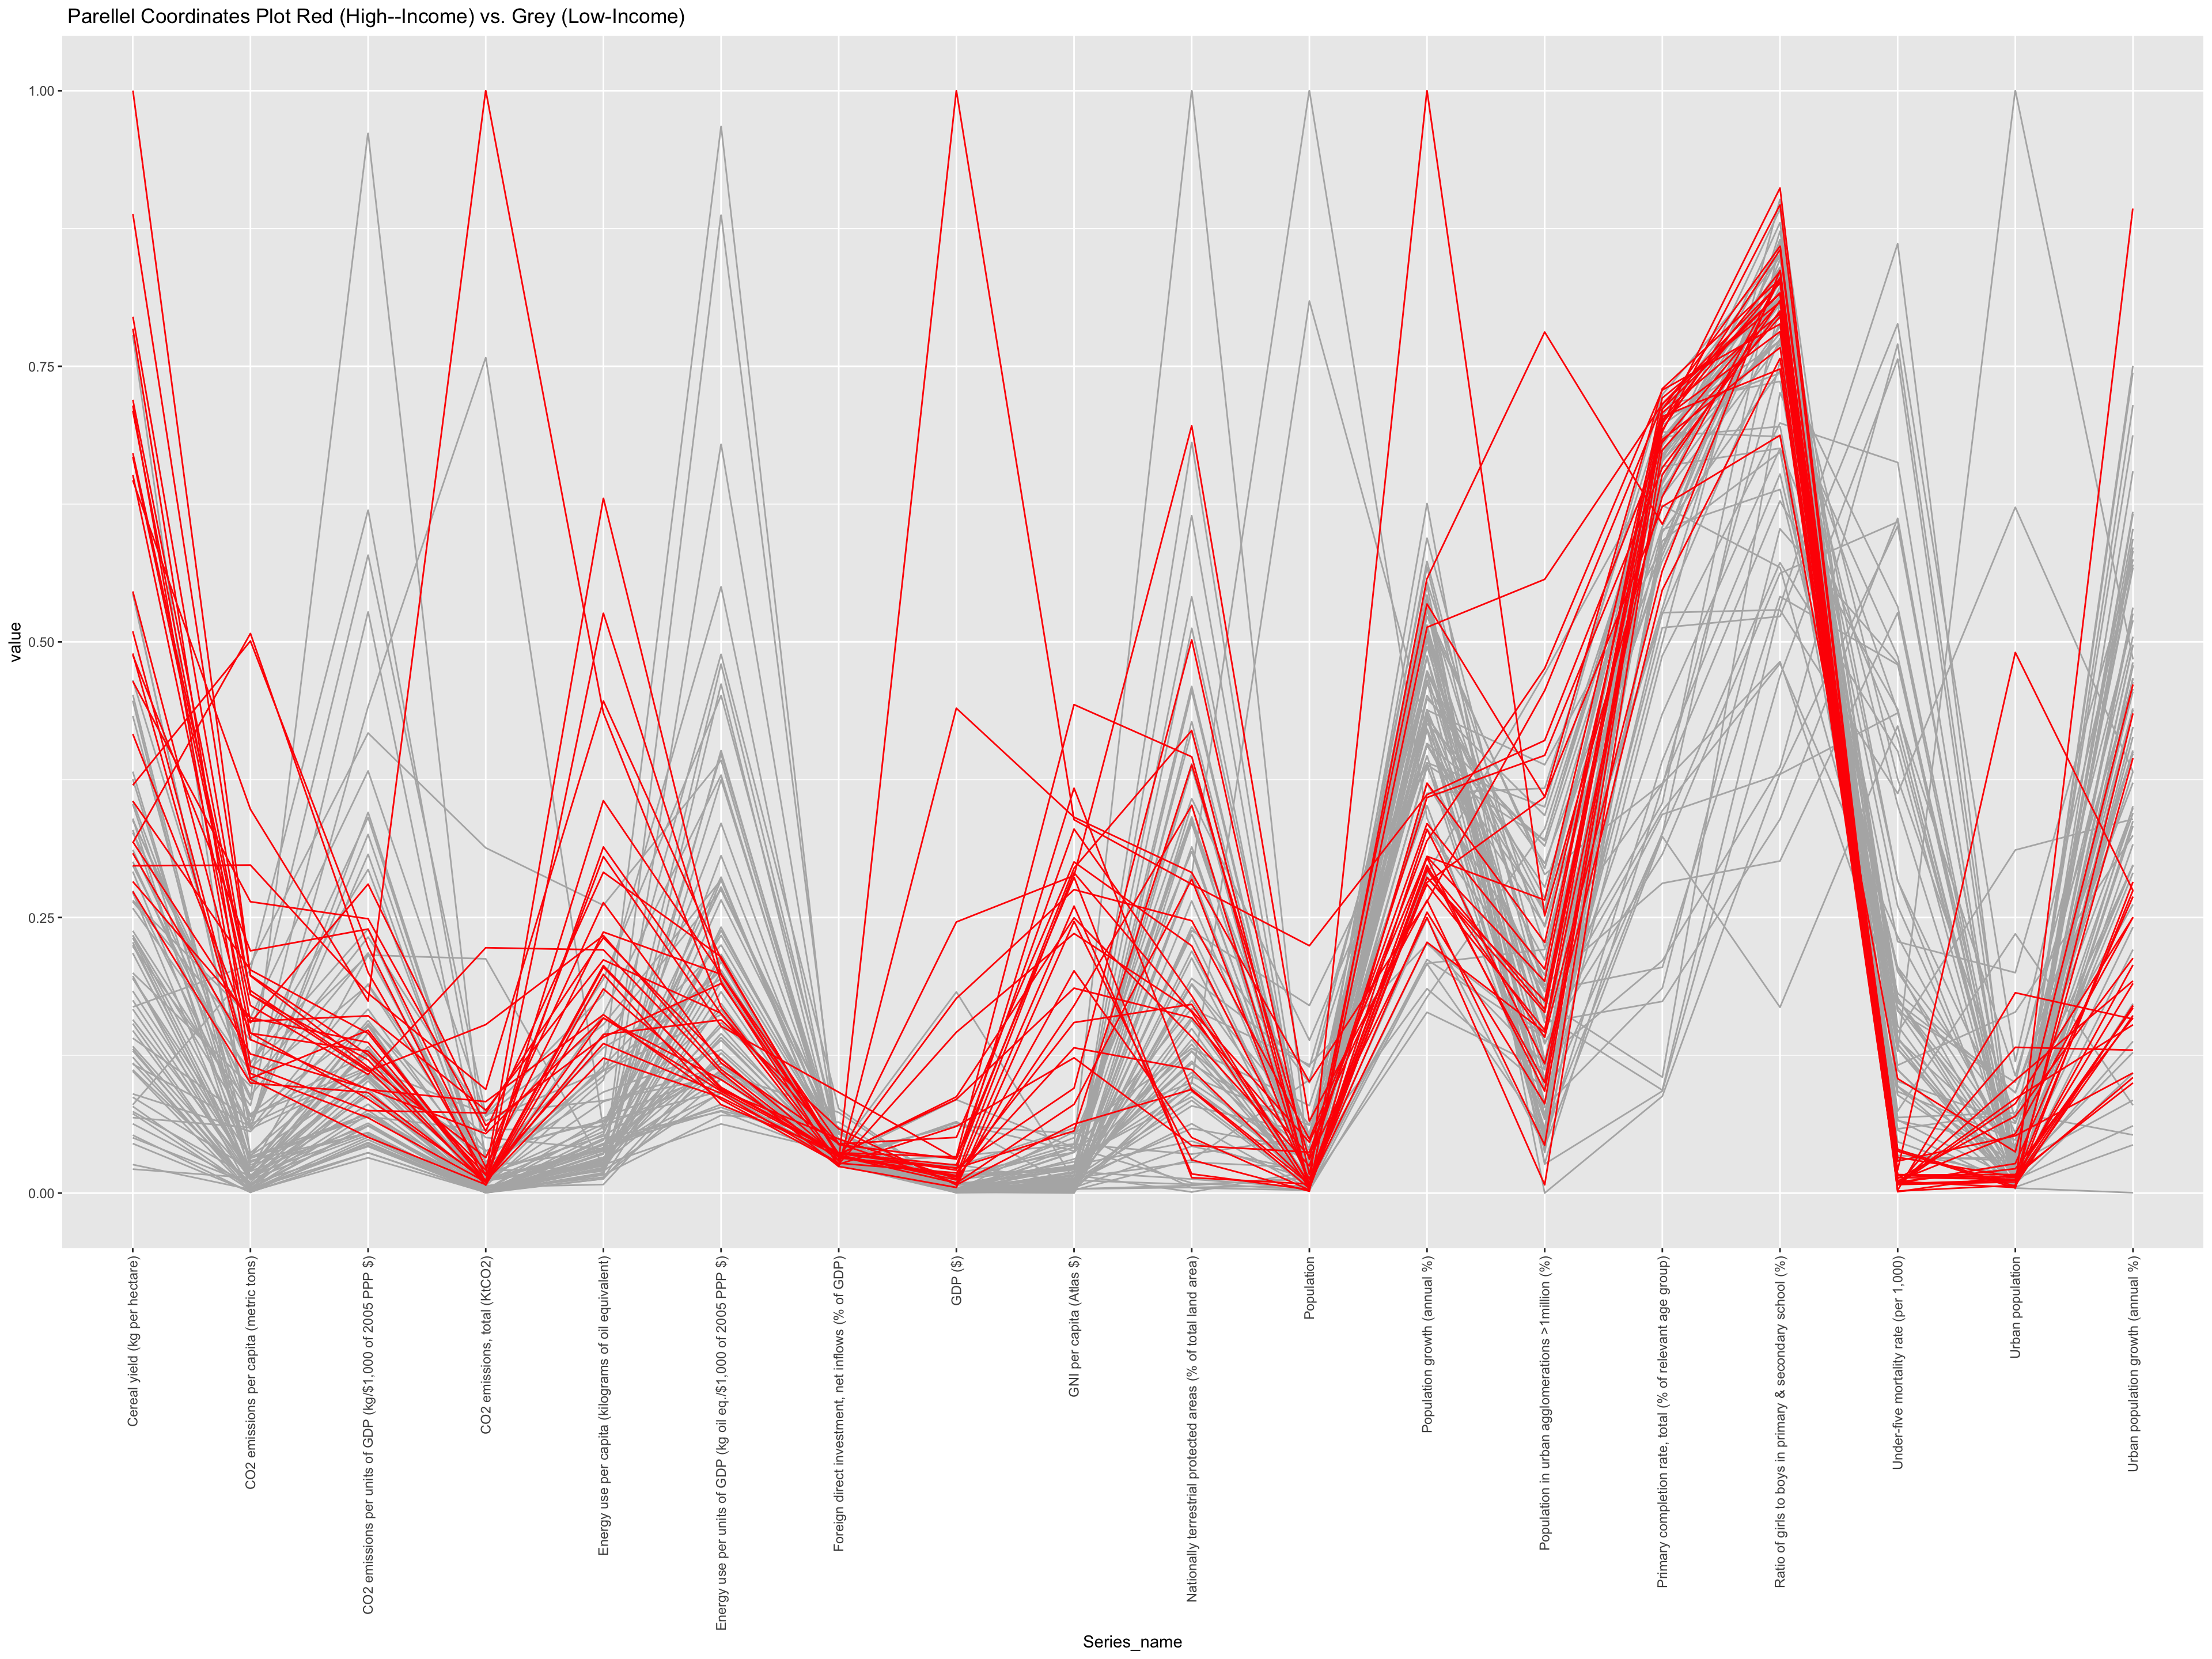 Parellel Coordinates Plot Red (High--Income) vs. Grey (Low-Income)
value
1.00
0.75
0.50
0.25
0.00
Cereal yield (kg per hectare)
CO2 emissions per capita (metric tons)
CO2 emissions per units of GDP (kg/$1,000 of 2005 PPP $)
CO2 emissions, total (KtCO2)
Energy use per capita (kilograms of oil equivalent)
Energy use per units of GDP (kg oil eq./$1,000 of 2005 PPP $)
Foreign direct investment, net inflows (% of GDP)
GDP ($)
GNI per capita (Atlas $)
Nationally terrestrial protected areas (% of total land area)
Population
Population growth (annual %)
Population in urban agglomerations >1million (%)
Primary completion rate, total (% of relevant age group)
Ratio of girls to boys in primary & secondary school (%)
Under-five mortality rate (per 1,000)
Urban population
Urban population growth (annual %)
Series_name